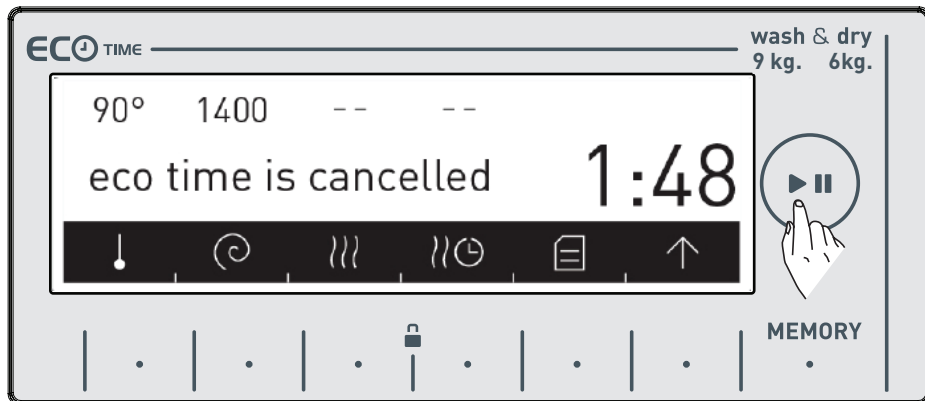 ECO TIME
wash & dry
9 kg. 6kg.
90° 1400 -- --
eco time is cancelled 1:48
MEMORY